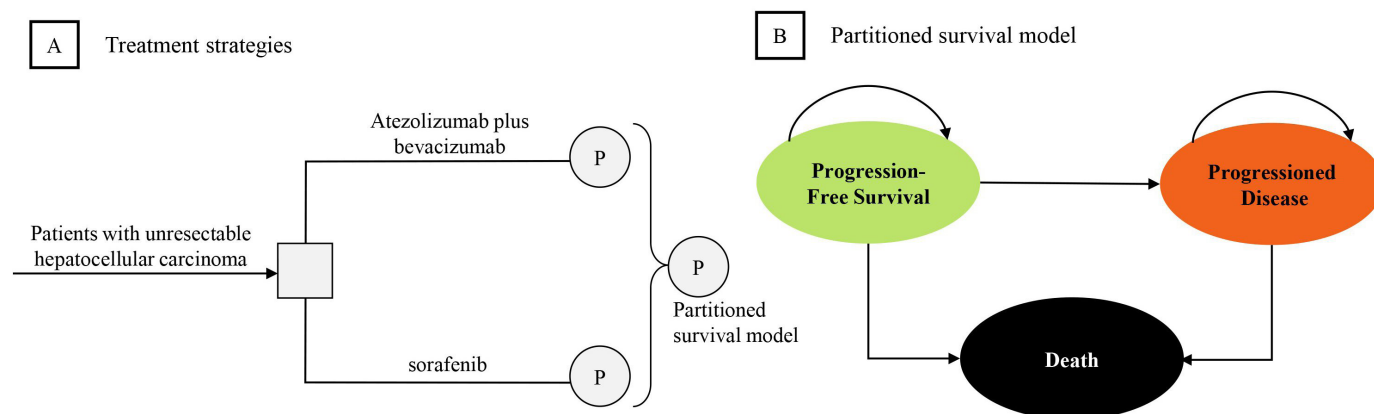 A
Treatment strategies
Atezolizumab plus
bevacizumab
P
Patients with unresectable
hepatocellular carcinoma
P
Partitioned
survival model
sorafenib
P
B
Partitioned survival model
Progression-
Free Survival
Progressioned
Disease
Death